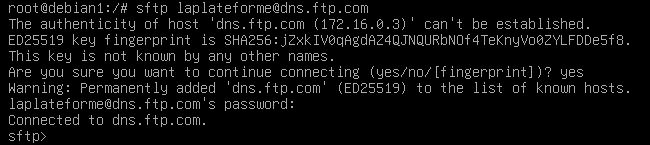 root@debian1:/# sftp laplateforme@dns.ftp.com
The authenticity of host 'dns.ftp.com (172.16.0.3)' can't be established.
ED25519 key fingerprint is SHA256:jZxkIV0qAgdAZ4QJNQURbNOf4TeKnyVo0ZYLFDDe5f8.
This key is not known by any other names.
Are you sure you want to continue connecting (yes/no/[fingerprint])? yes
Warning: Permanently added 'dns.ftp.com' (ED25519) to the list of known hosts.
laplateforme@dns.ftp.com's password:
Connected to dns.ftp.com.
sftp>